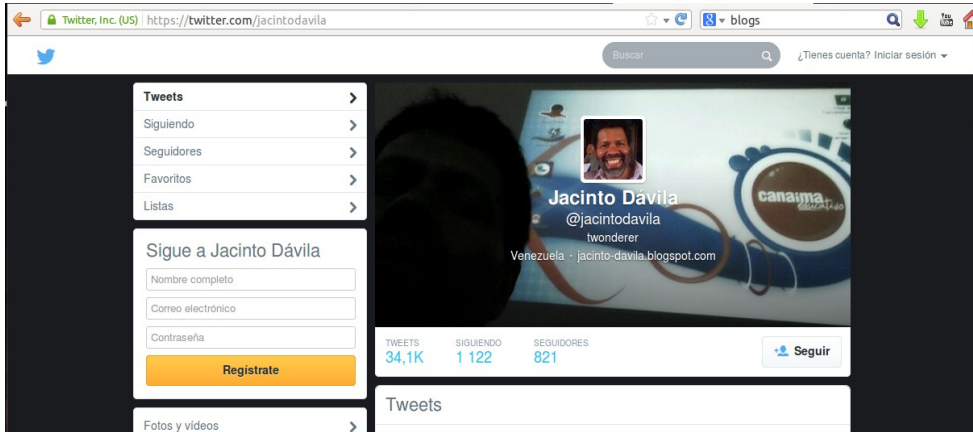 Twitter, Inc. (US) https://twitter.com/jacintodavila
blogs
You
Buscar
¿Tienes cuenta? Iniciar sesión
Tweets
Siguiendo
Seguidores
Favoritos
Listas
Sigue a Jacinto Dávila
Nombre completo
Correo electrónico
Contraseña
Regístrate
Fotos y vídeos
canaima
educativo
Jacinto Dávila
@jacintodavila
twonderer
Venezuela · jacinto-davila.blogspot.com
TWEETS SIGUIENDO SEGUIDORES
34,1K 1 122 821
Seguir
Tweets